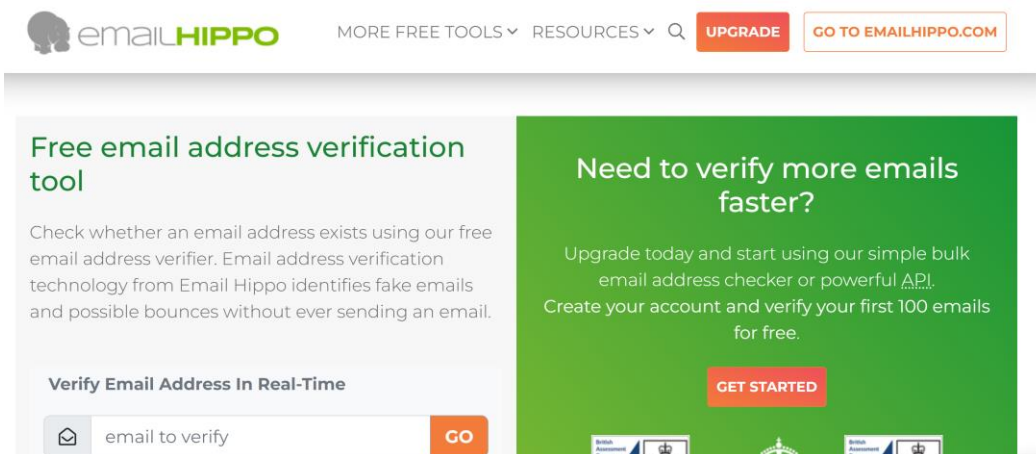 emailHIPPO
MORE FREE TOOLS RESOURCES UPGRADE GO TO EMAILHIPPO.COM
Free email address verification
tool
Check whether an email address exists using our free
email address verifier. Email address verification
technology from Email Hippo identifies fake emails
and possible bounces without ever sending an email.
Verify Email Address In Real-Time
email to verify
GO
Need to verify more emails
faster?
Upgrade today and start using our simple bulk
email address checker or powerful API.
Create your account and verify your first 100 emails
for free.
GET STARTED
British
Assessment
British
Assessment